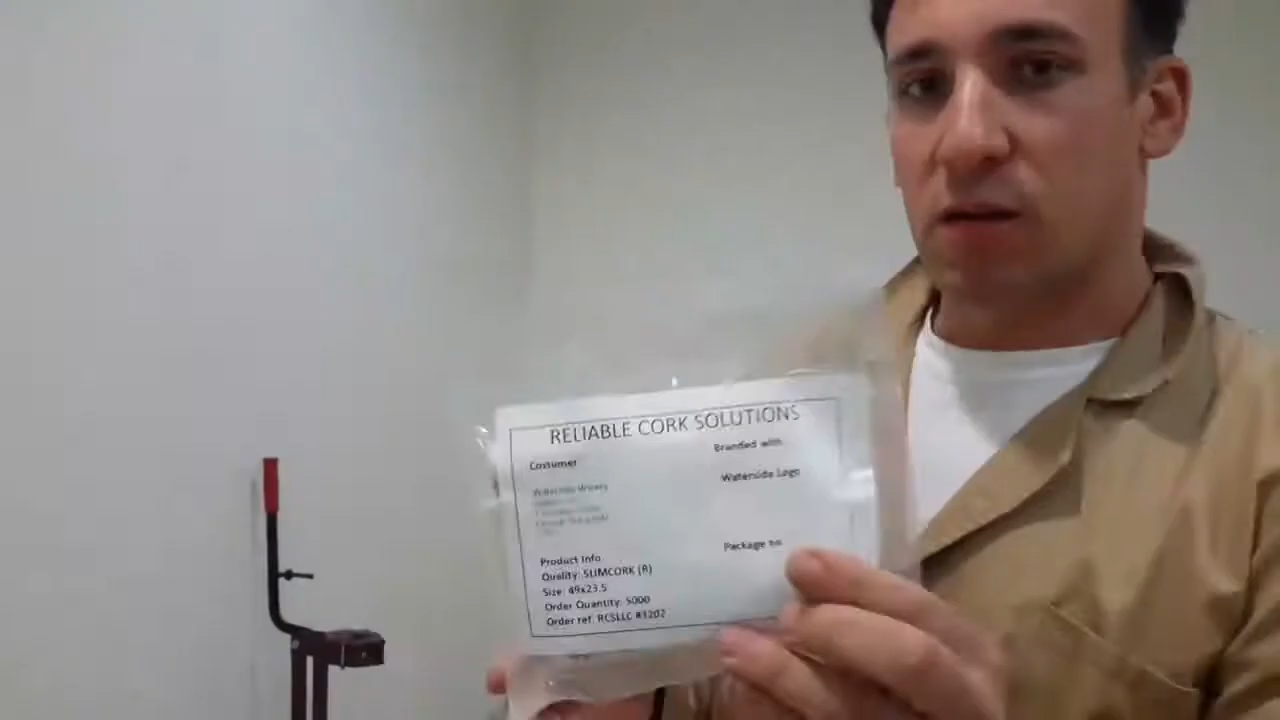 RELIABLE CORK SOLUTIONS
Costumer
Branded with
Waterside Winery
Waterside Logo
Package no
Product Info
Quality: SLIMCORK (R)
Size: 49x23.5
Order Quantity: 5000
Order ref: RCSLLC #3202